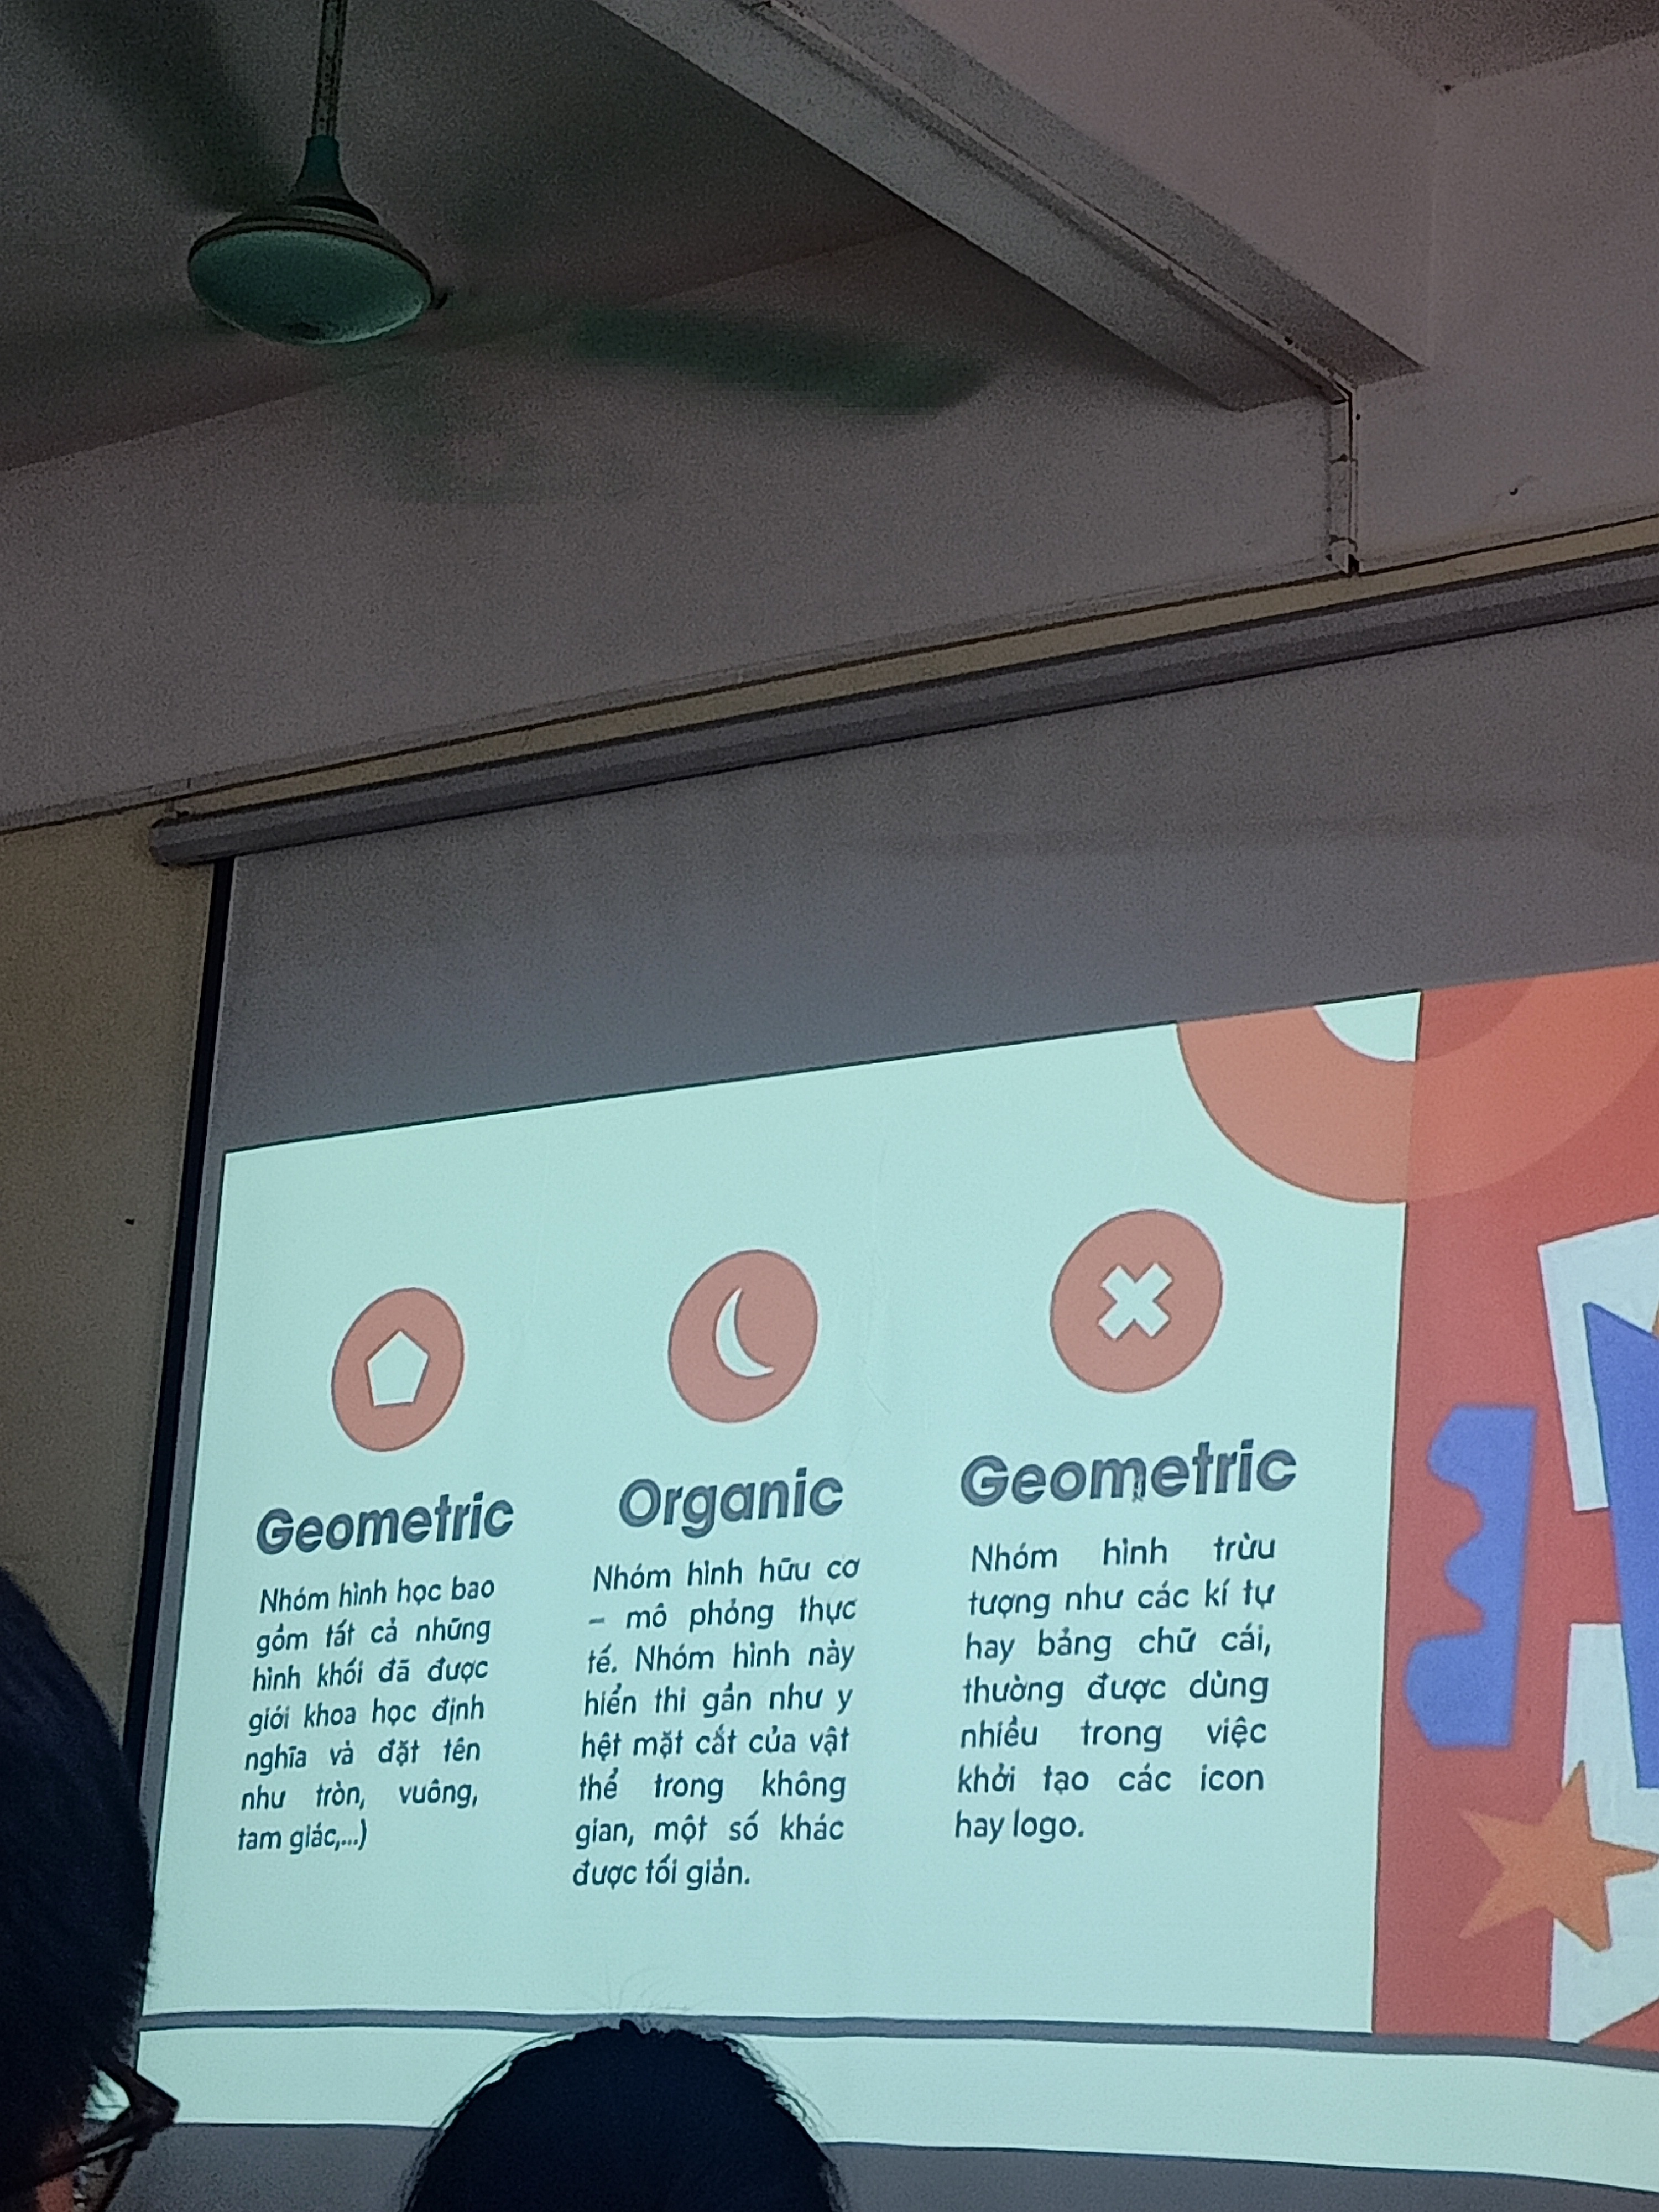 Geometric
Nhóm hình học bao
gồm tất cả những
hình khối đã được
giới khoa học định
nghĩa và đặt tên
như tròn, vuông,
tam giác,...)
Organic
Nhóm hình hữu cơ
– mô phỏng thực
tế. Nhóm hình này
hiển thi gần như y
hệt mặt cắt của vật
thể trong không
gian, một số khác
được tối giản.
Geometric
Nhóm hình trừu
tượng như các kí tự
hay bảng chữ cái,
thường được dùng
nhiều trong việc
khởi tạo các icon
hay logo.